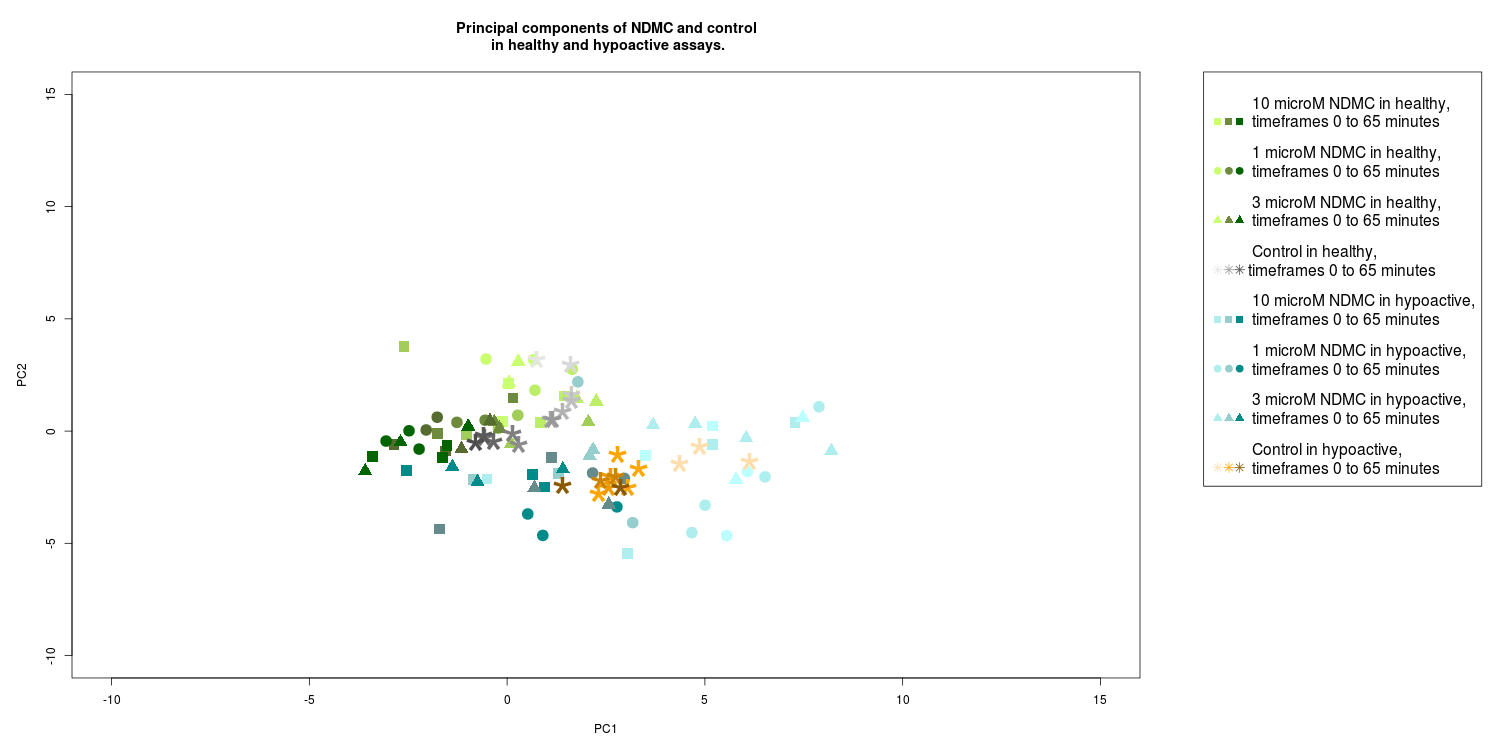 Principal components of NDMC and control
in healthy and hypoactive assays.
15
10
5
0
-5
-10
PC2
-10
-5
0
5
10
15
PC1
10 microM NDMC in healthy,
timeframes 0 to 65 minutes
1 microM NDMC in healthy,
timeframes 0 to 65 minutes
3 microM NDMC in healthy,
timeframes 0 to 65 minutes
Control in healthy,
timeframes 0 to 65 minutes
10 microM NDMC in hypoactive,
timeframes 0 to 65 minutes
1 microM NDMC in hypoactive,
timeframes 0 to 65 minutes
3 microM NDMC in hypoactive,
timeframes 0 to 65 minutes
Control in hypoactive,
timeframes 0 to 65 minutes